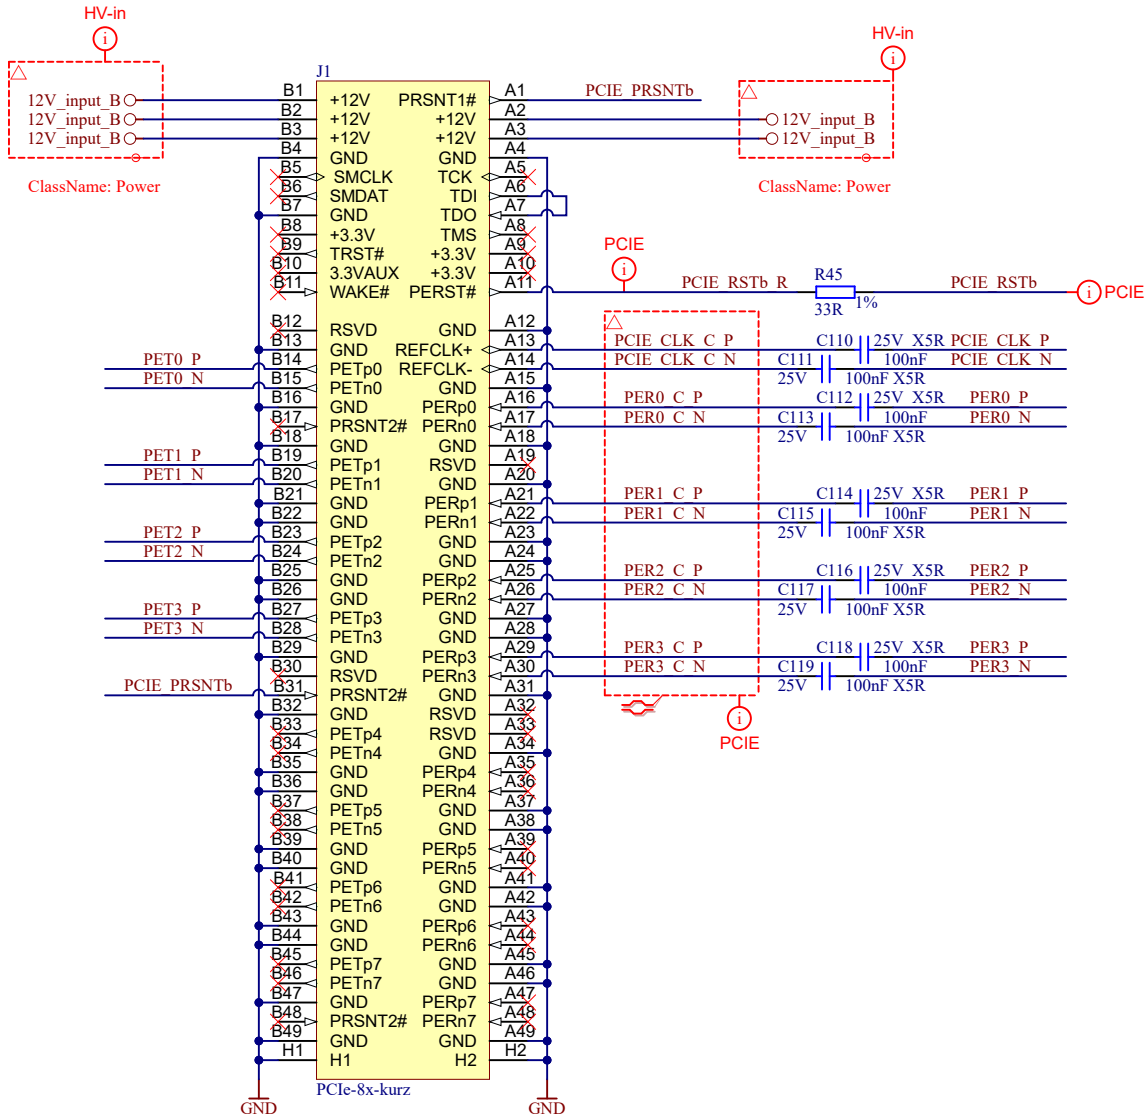 HV-in
i
HV-in
i
J1
12V_input_B B1 +12V PRSNT1# A1 PCIE_PRSNTb
12V_input_B B2 +12V +12V A2 12V_input_B
12V_input_B B3 +12V +12V A3 12V_input_B
B4 GND GND A4
ClassName: Power
ClassName: Power
B5 SMCLK TCK A5
B6 SMDAT TDI A6
B7 GND TDO A7
B8 +3.3V TMS A8
B9 TRST# +3.3V A9
B10 3.3VAUX +3.3V A10
PCIE
i
B11 WAKE# PERST# A11 PCIE_RSTb_R R45 33R 1% PCIE_RSTb i PCIE
B12 RSVD GND A12
B13 GND REFCLK+ A13 PCIE_CLK_C_P C110 25V X5R 100nF PCIE_CLK_P
PET0_P B14 PETp0 REFCLK- A14 PCIE_CLK_C_N C111 25V 100nF X5R PCIE_CLK_N
PET0_N B15 PETn0 GND A15
B16 GND PERp0 A16 PER0_C_P C112 25V X5R 100nF PER0_P
B17 PRSNT2# PERn0 A17 PER0_C_N C113 25V 100nF X5R PER0_N
B18 GND GND A18
PET1_P B19 PETp1 RSVD A19
PET1_N B20 PETn1 GND A20
B21 GND PERp1 A21 PER1_C_P C114 25V X5R 100nF PER1_P
B22 GND PERn1 A22 PER1_C_N C115 25V 100nF X5R PER1_N
PET2_P B23 PETp2 GND A23
PET2_N B24 PETn2 GND A24
B25 GND PERp2 A25 PER2_C_P C116 25V X5R 100nF PER2_P
B26 GND PERn2 A26 PER2_C_N C117 25V 100nF X5R PER2_N
PET3_P B27 PETp3 GND A27
PET3_N B28 PETn3 GND A28
B29 GND PERp3 A29 PER3_C_P C118 25V X5R 100nF PER3_P
B30 RSVD PERn3 A30 PER3_C_N C119 25V 100nF X5R PER3_N
PCIE_PRSNTb B31 PRSNT2# GND A31
B32 GND RSVD A32
B33 PETp4 RSVD A33
i
PCIE
B34 PETn4 GND A34
B35 GND PERp4 A35
B36 GND PERn4 A36
B37 PETp5 GND A37
B38 PETn5 GND A38
B39 GND PERp5 A39
B40 GND PERn5 A40
B41 PETp6 GND A41
B42 PETn6 GND A42
B43 GND PERp6 A43
B44 GND PERn6 A44
B45 PETp7 GND A45
B46 PETn7 GND A46
B47 GND PERp7 A47
B48 PRSNT2# PERn7 A48
B49 GND GND A49
H1 H1 H2 H2
PCIe-8x-kurz
GND
GND